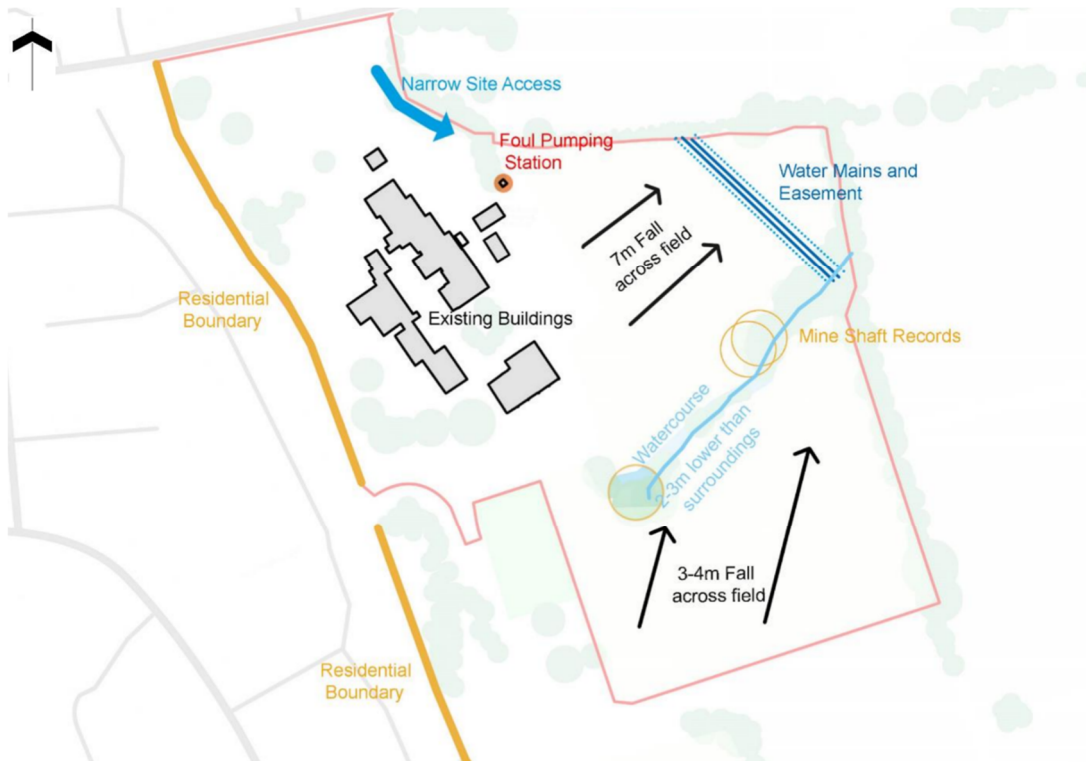 Narrow Site Access
Foul Pumping
Station
Water Mains and
Easement
7m Fall
across field
Residential
Boundary
Existing Buildings
Mine Shaft Records
Watercourse
2-3m lower than
surroundings
3-4m Fall
across field
Residential
Boundary